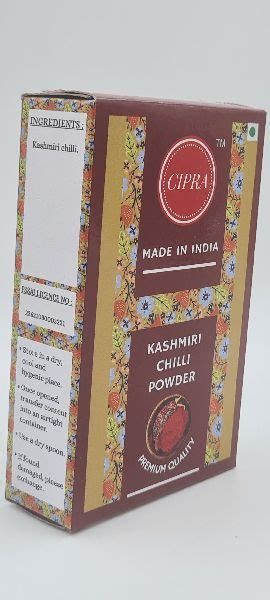 INGREDIENTS :
Kashmiri chilli.
FSSAI LICENCE NO :
• Store in a dry,
cool and
hygenic place.
• Once opened,
transfer content
into an airtight
container.
• Use a dry spoon.
• If found
damaged, please
exchange.
TM
CIPRA
MADE IN INDIA
KASHMIRI
CHILLI
POWDER
PREMIUM QUALITY